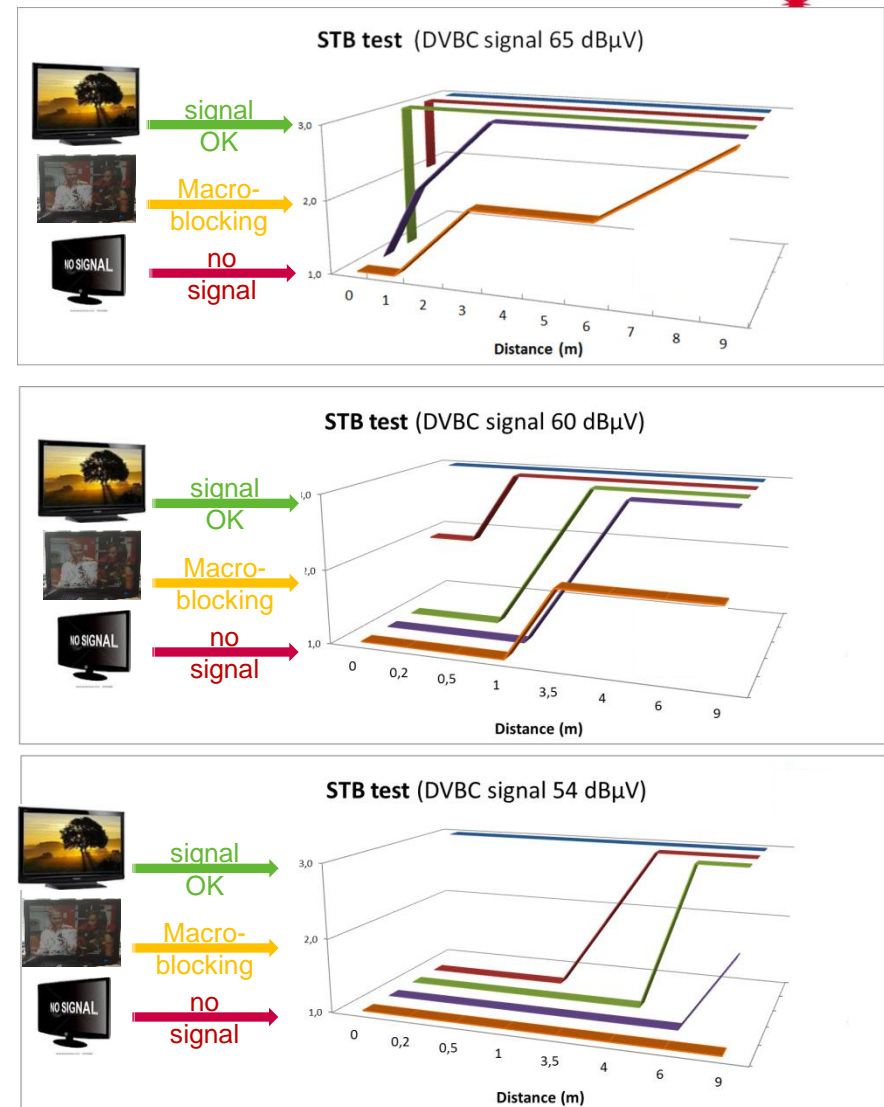 STB test (DVBC signal 65 dBµV)
signal
OK
Macro-
blocking
NO SIGNAL
no
signal
3,0
2,0
1,0
0 1 2 3 4 5 6 7 8 9
Distance (m)
STB test (DVBC signal 60 dBµV)
signal
OK
Macro-
blocking
NO SIGNAL
no
signal
,0
2,0
1,0
0 0,2 0,5 1 3,5 4 6 9
Distance (m)
STB test (DVBC signal 54 dBµV)
signal
OK
Macro-
blocking
NO SIGNAL
no
signal
3,0
2,0
1,0
0 0,2 0,5 1 3,5 4 6 9
Distance (m)